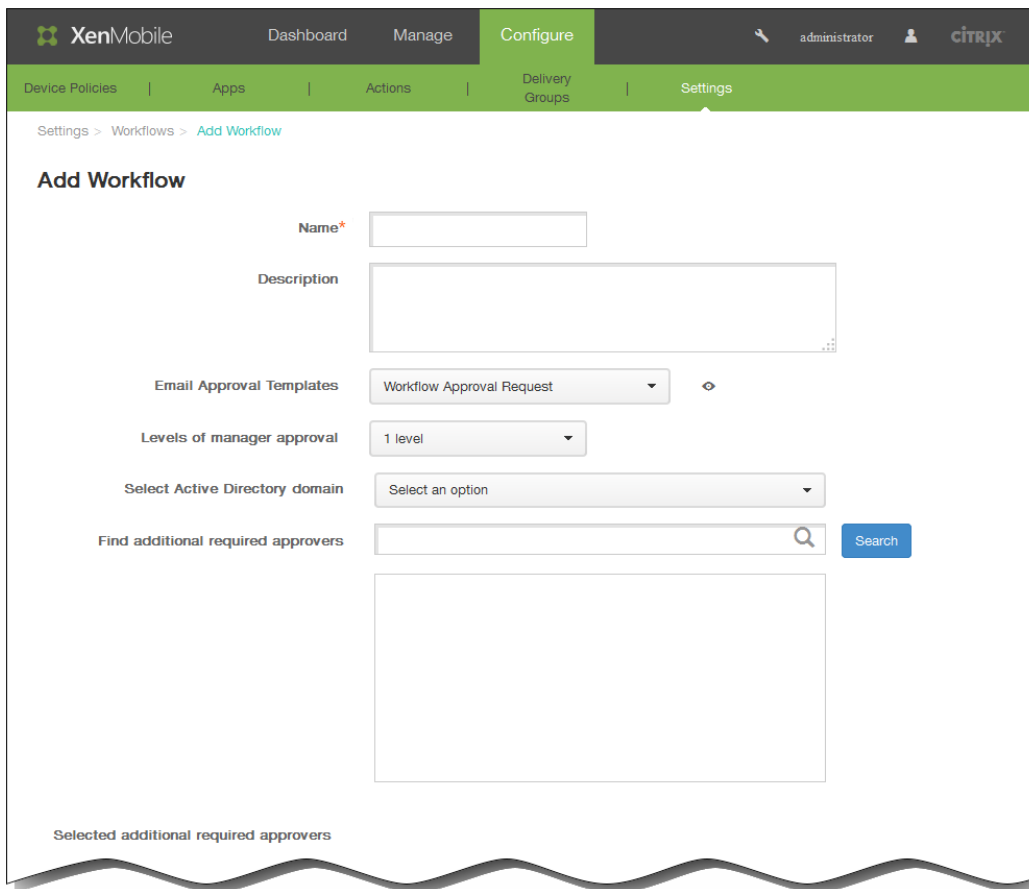 XenMobile Dashboard Manage Configure administrator CITRIX
Device Policies | Apps | Actions | Delivery Groups | Settings
Settings > Workflows > Add Workflow
Add Workflow
Name*
Description
Email Approval Templates Workflow Approval Request
Levels of manager approval 1 level
Select Active Directory domain Select an option
Find additional required approvers Search
Selected additional required approvers